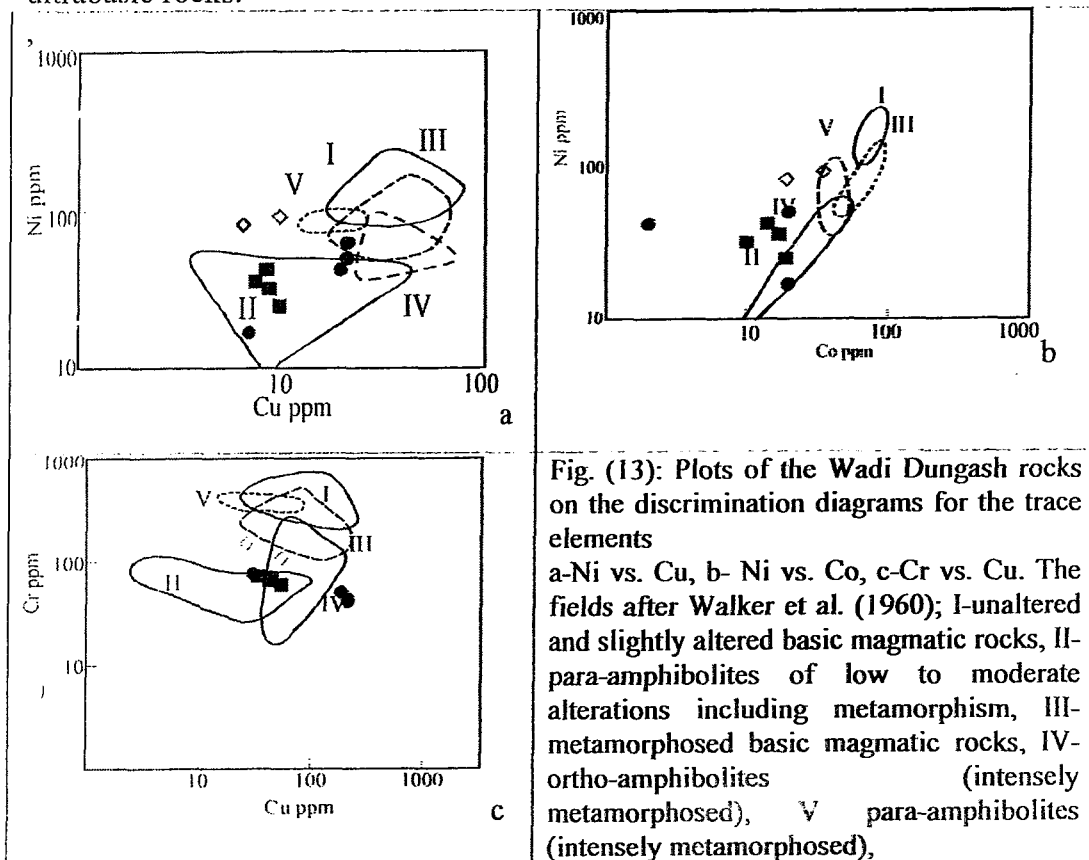 ultrabasic rocks.
1000
Ni ppm
100
10
I
III
V
II
IV
10
100
Cu ppm
a
1000
Ni ppm
100
10
I
III
V
IV
II
10
100
1000
Co ppm
b
1000
Cr ppm
100
10
V
I
III
II
IV
10
100
1000
Cu ppm
c
Fig. (13): Plots of the Wadi Dungash rocks
on the discrimination diagrams for the trace
elements
a-Ni vs. Cu, b- Ni vs. Co, c-Cr vs. Cu. The
fields after Walker et al. (1960); I-unaltered
and slightly altered basic magmatic rocks, II-
para-amphibolites of low to moderate
alterations including metamorphism, III-
metamorphosed basic magmatic rocks, IV-
ortho-amphibolites (intensely
metamorphosed), V para-amphibolites
(intensely metamorphosed),